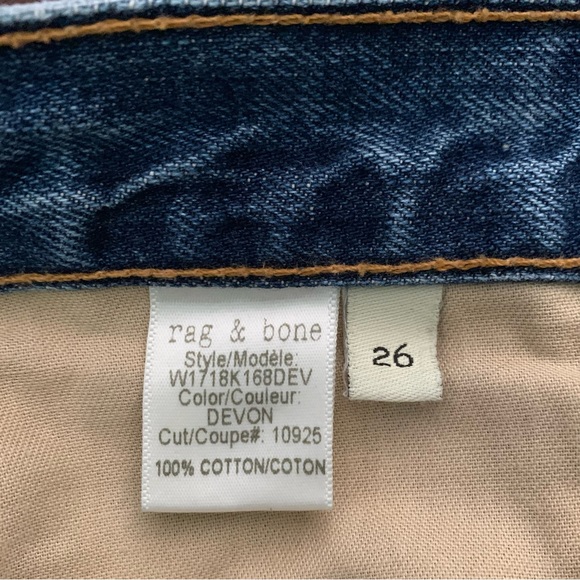 rag & bone
Style/Modèle:
W1718K168DEV
Color/Couleur:
DEVON
Cut/Coupe#: 10925
100% COTTON/COTON
26